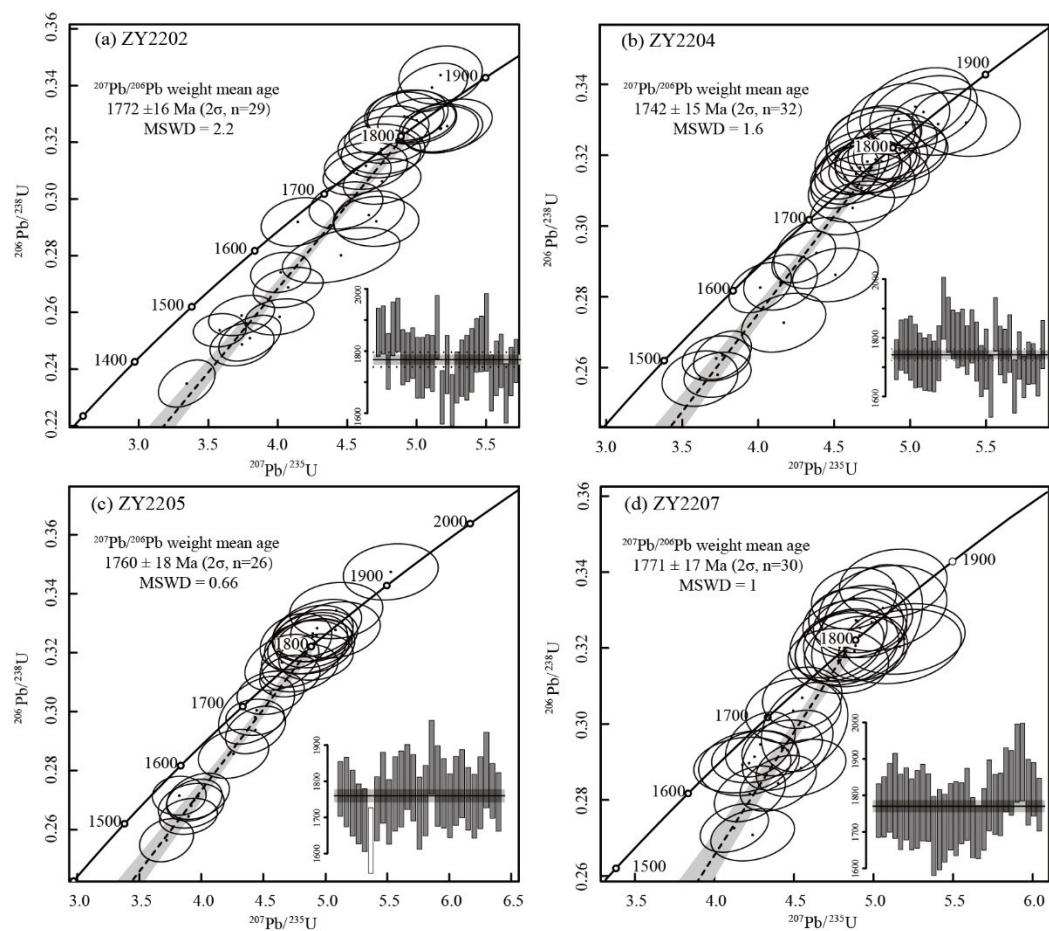 (a) ZY2202
²⁰⁷Pb/²⁰⁶Pb weight mean age
1772 ±16 Ma (2σ, n=29)
MSWD = 2.2
0.36
0.34
0.32
0.30
0.28
0.26
0.24
0.22
²⁰⁶Pb/²³⁸U
1400
1500
1600
1700
1800
1900
2000
1900
1800
1600
3.0 3.5 4.0 4.5 5.0 5.5
²⁰⁷Pb/²³⁵U
(b) ZY2204
²⁰⁷Pb/²⁰⁶Pb weight mean age
1742 ± 15 Ma (2σ, n=32)
MSWD = 1.6
0.34
0.32
0.30
0.28
0.26
²⁰⁶Pb/²³⁸U
1500
1600
1700
1800
1900
2000
1800
1600
3.0 3.5 4.0 4.5 5.0 5.5
²⁰⁷Pb/²³⁵U
(c) ZY2205
²⁰⁷Pb/²⁰⁶Pb weight mean age
1760 ± 18 Ma (2σ, n=26)
MSWD = 0.66
0.36
0.34
0.32
0.30
0.28
0.26
²⁰⁶Pb/²³⁸U
1500
1600
1700
1800
1900
2000
1900
1800
1700
1600
3.0 3.5 4.0 4.5 5.0 5.5 6.0 6.5
²⁰⁷Pb/²³⁵U
(d) ZY2207
²⁰⁷Pb/²⁰⁶Pb weight mean age
1771 ± 17 Ma (2σ, n=30)
MSWD = 1
0.36
0.34
0.32
0.30
0.28
0.26
²⁰⁶Pb/²³⁸U
1500
1600
1700
1800
1900
2000
1900
1800
1700
1600
3.5 4.0 4.5 5.0 5.5 6.0
²⁰⁷Pb/²³⁵U